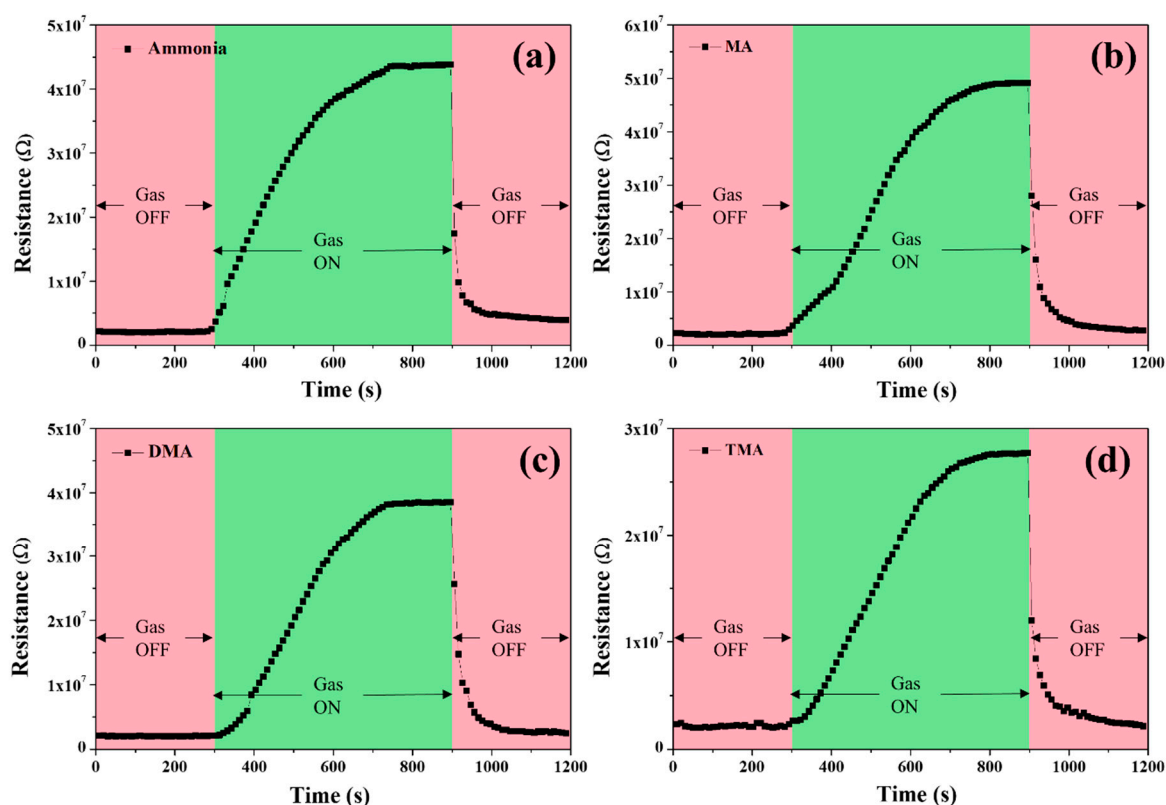 (a)
Ammonia
Resistance (Ω)
5x10⁷
4x10⁷
3x10⁷
2x10⁷
1x10⁷
0
Gas
OFF
Gas
ON
Gas
OFF
0 200 400 600 800 1000 1200
Time (s)
(b)
MA
Resistance (Ω)
6x10⁷
5x10⁷
4x10⁷
3x10⁷
2x10⁷
1x10⁷
0
Gas
OFF
Gas
ON
Gas
OFF
0 200 400 600 800 1000 1200
Time (s)
(c)
DMA
Resistance (Ω)
5x10⁷
4x10⁷
3x10⁷
2x10⁷
1x10⁷
0
Gas
OFF
Gas
ON
Gas
OFF
0 200 400 600 800 1000 1200
Time (s)
(d)
TMA
Resistance (Ω)
3x10⁷
2x10⁷
1x10⁷
0
Gas
OFF
Gas
ON
Gas
OFF
0 200 400 600 800 1000 1200
Time (s)